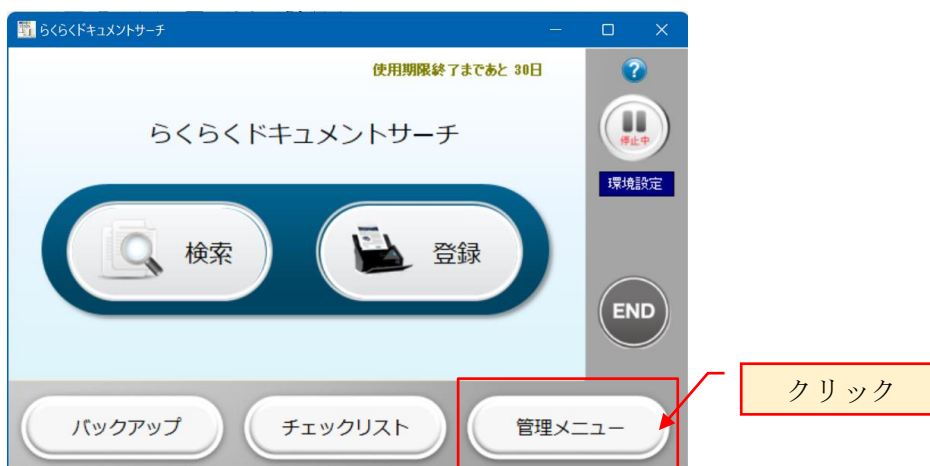 らくらくドキュメントサーチ
使用期限終了まであと 30日
?
らくらくドキュメントサーチ
停止中
環境設定
検索
登録
END
バックアップ
チェックリスト
管理メニュー
クリック